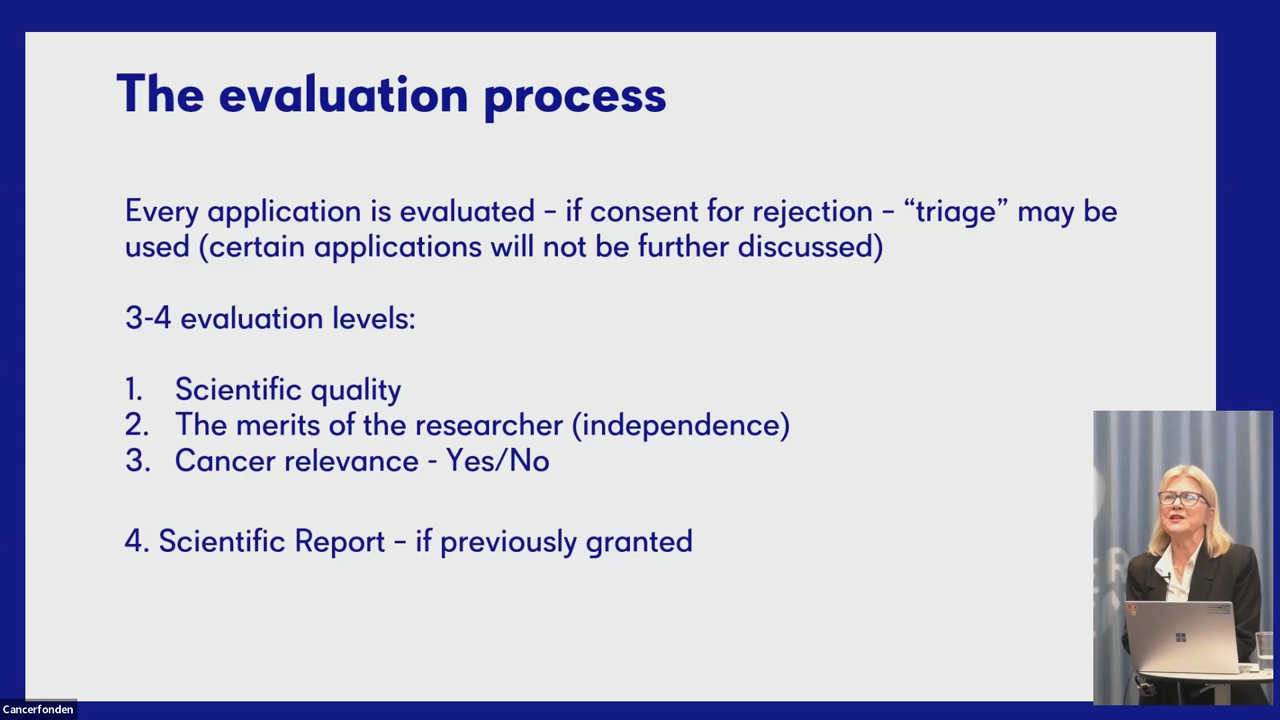 The evaluation process
Every application is evaluated – if consent for rejection – “triage” may be
used (certain applications will not be further discussed)
3-4 evaluation levels:
1. Scientific quality
2. The merits of the researcher (independence)
3. Cancer relevance - Yes/No
4. Scientific Report – if previously granted
Cancerfonden